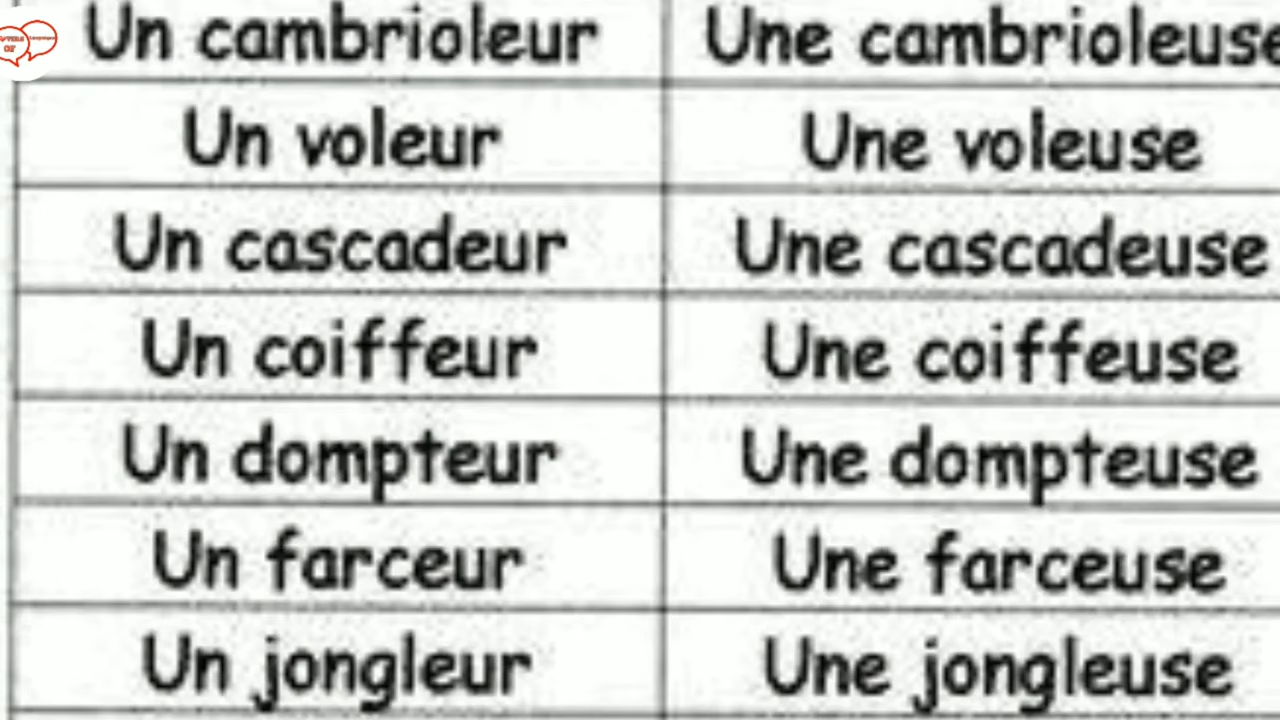 Un cambrioleur Une cambrioleuse
Un voleur Une voleuse
Un cascadeur Une cascadeuse
Un coiffeur Une coiffeuse
Un dompteur Une dompteuse
Un farceur Une farceuse
Un jongleur Une jongleuse